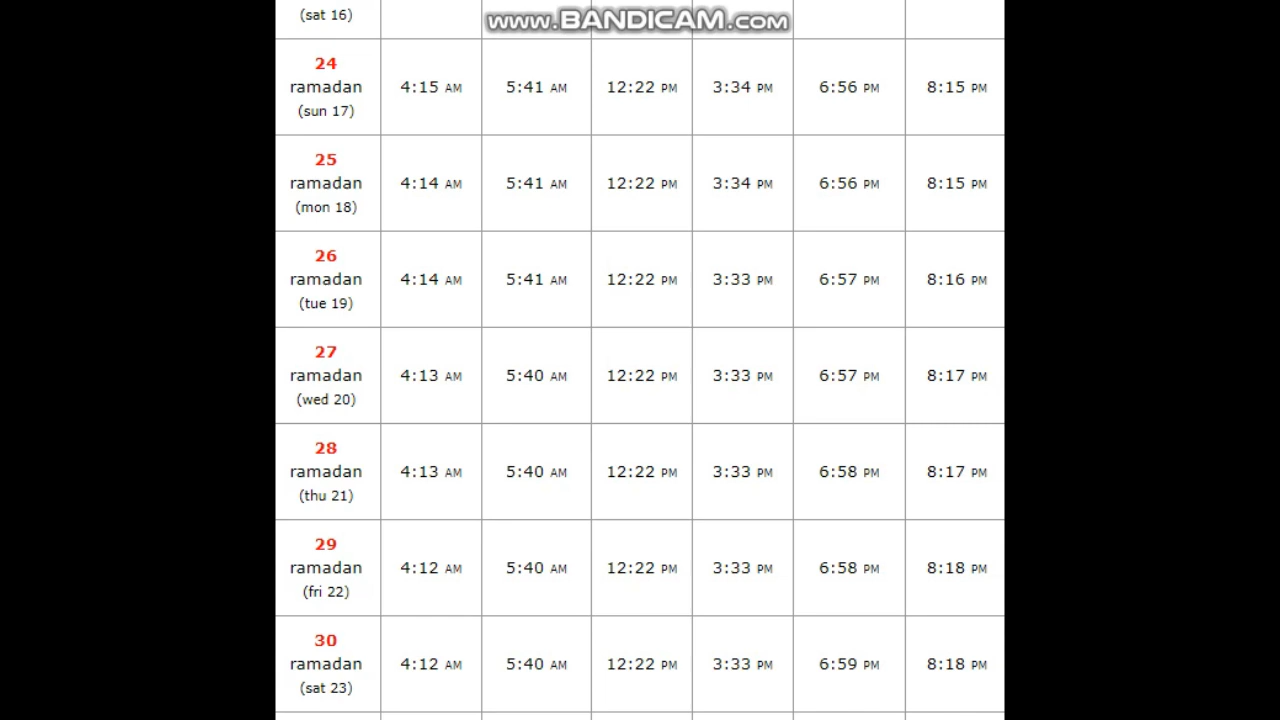 (sat 16)
www.BANDICAM.com
24
ramadan
(sun 17)
4:15 AM
5:41 AM
12:22 PM
3:34 PM
6:56 PM
8:15 PM
25
ramadan
(mon 18)
4:14 AM
5:41 AM
12:22 PM
3:34 PM
6:56 PM
8:15 PM
26
ramadan
(tue 19)
4:14 AM
5:41 AM
12:22 PM
3:33 PM
6:57 PM
8:16 PM
27
ramadan
(wed 20)
4:13 AM
5:40 AM
12:22 PM
3:33 PM
6:57 PM
8:17 PM
28
ramadan
(thu 21)
4:13 AM
5:40 AM
12:22 PM
3:33 PM
6:58 PM
8:17 PM
29
ramadan
(fri 22)
4:12 AM
5:40 AM
12:22 PM
3:33 PM
6:58 PM
8:18 PM
30
ramadan
(sat 23)
4:12 AM
5:40 AM
12:22 PM
3:33 PM
6:59 PM
8:18 PM